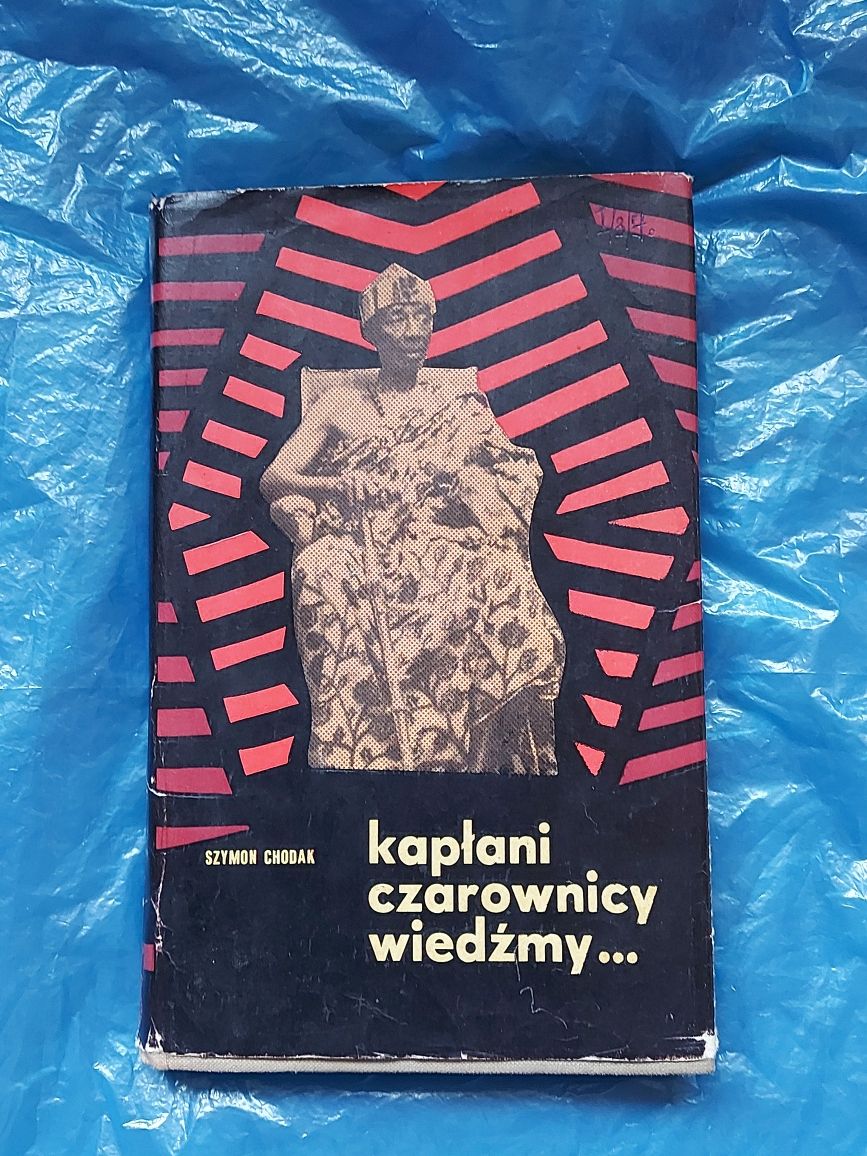 SZYMON CHODAK
kapłani
czarownicy
wiedźmy...